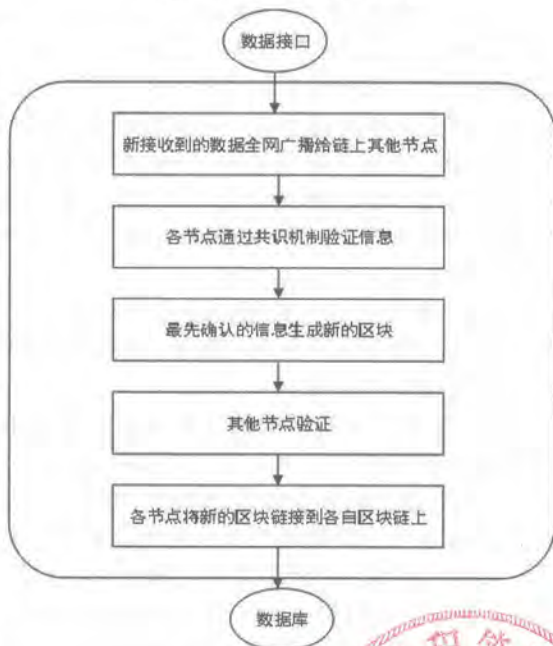 数据接口
新接收到的数据全网广播给链上其他节点
各节点通过共识机制验证信息
最先确认的信息生成新的区块
其他节点验证
各节点将新的区块链接到各自区块链上
数据库